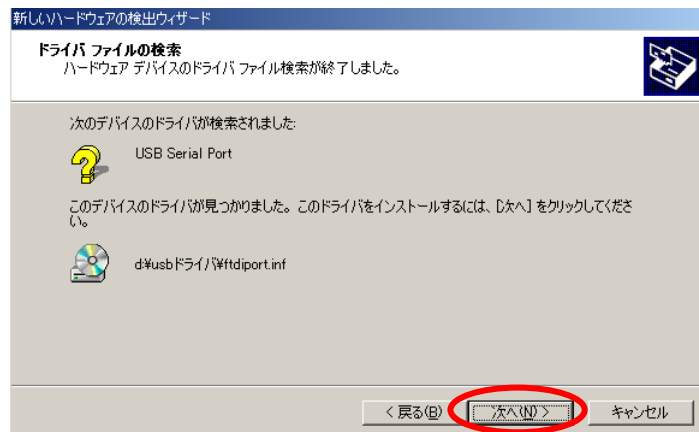 新しいハードウェアの検出ウィザード
ドライバ ファイルの検索
ハードウェア デバイスのドライバ ファイル検索が終了しました。
次のデバイスのドライバが検索されました:
USB Serial Port
このデバイスのドライバが見つかりました。このドライバをインストールするには、[次へ] をクリックしてくださ
い。
d:¥usbドライバ¥ftdiport.inf
< 戻る(B)
次へ(N) >
キャンセル